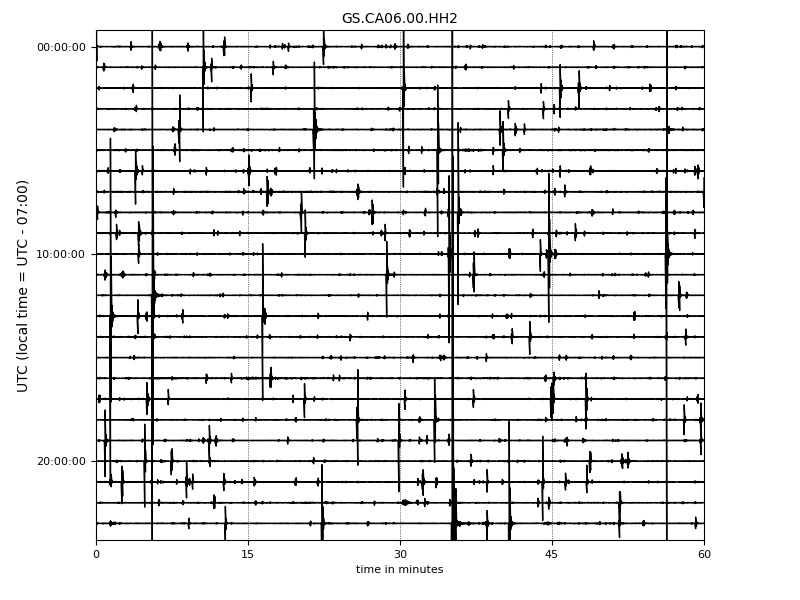 GS.CA06.00.HH2
UTC (local time = UTC - 07:00)
00:00:00
10:00:00
20:00:00
0 15 30 45 60
time in minutes